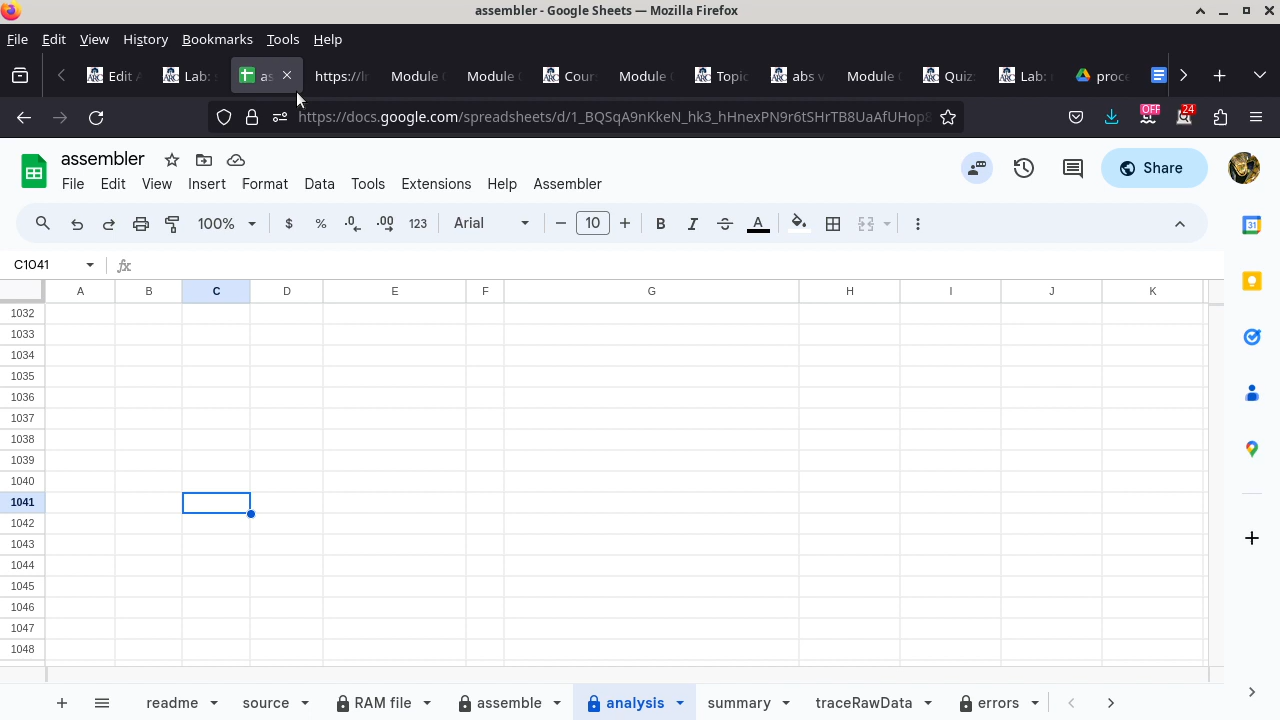 assembler - Google Sheets — Mozilla Firefox
File Edit View History Bookmarks Tools Help
Edit A Lab: as https://lr Module Module Cour Module Topic abs v Module Quiz: Lab: proce
https://docs.google.com/spreadsheets/d/1_BQSqA9nKkeN_hk3_hHnexPN9r6tSHrTB8UaAfUHop8 OFF 24
assembler
Share
File Edit View Insert Format Data Tools Extensions Help Assembler
100% $ % .0 .00 123 Arial 10 B I A
31
C1041 fx
A B C D E F G H I J K
1032
1033
1034
1035
1036
1037
1038
1039
1040
1041
1042
1043
1044
1045
1046
1047
1048
readme source RAM file assemble analysis summary traceRawData errors